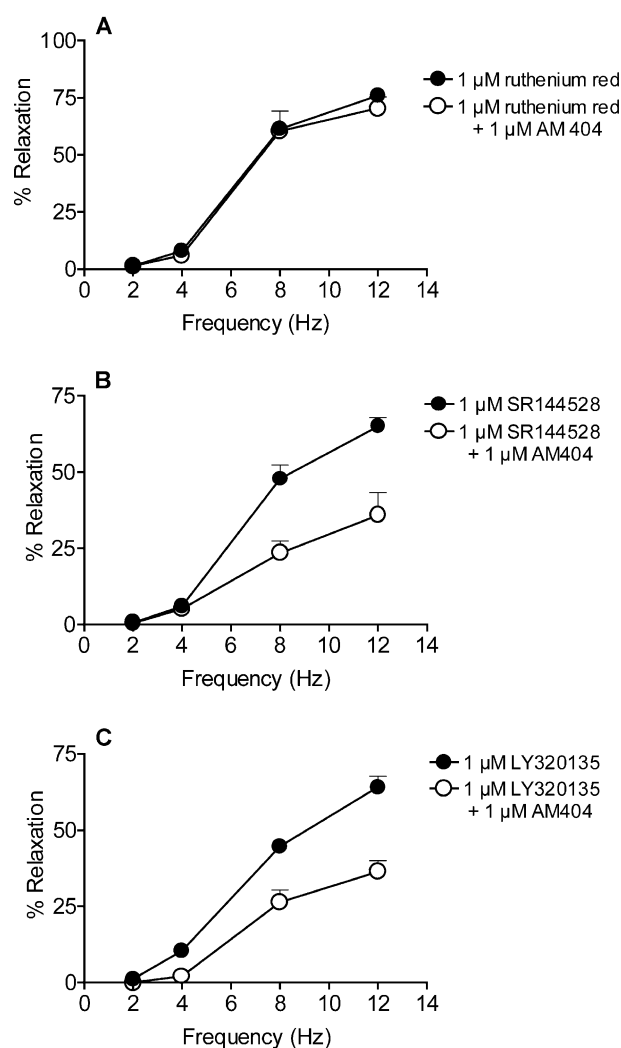 A
100
75
50
25
0
% Relaxation
0 2 4 6 8 10 12 14
Frequency (Hz)
1 µM ruthenium red
1 µM ruthenium red
+ 1 µM AM 404
B
75
50
25
0
% Relaxation
0 2 4 6 8 10 12 14
Frequency (Hz)
1 µM SR144528
1 µM SR144528
+ 1 µM AM404
C
75
50
25
0
% Relaxation
0 2 4 6 8 10 12 14
Frequency (Hz)
1 µM LY320135
1 µM LY320135
+ 1 µM AM404